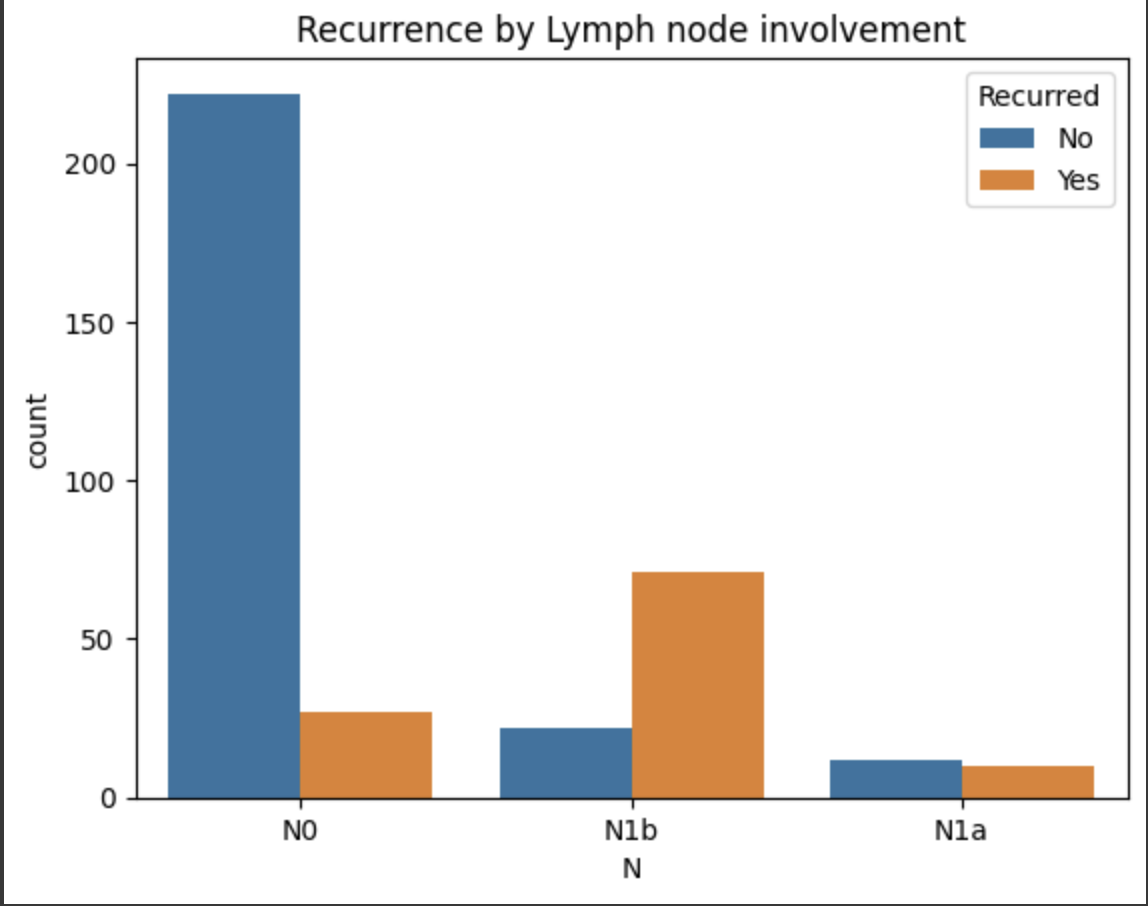 Recurrence by Lymph node involvement
Recurred
No
Yes
200
150
100
50
0
count
N0 N1b N1a
N